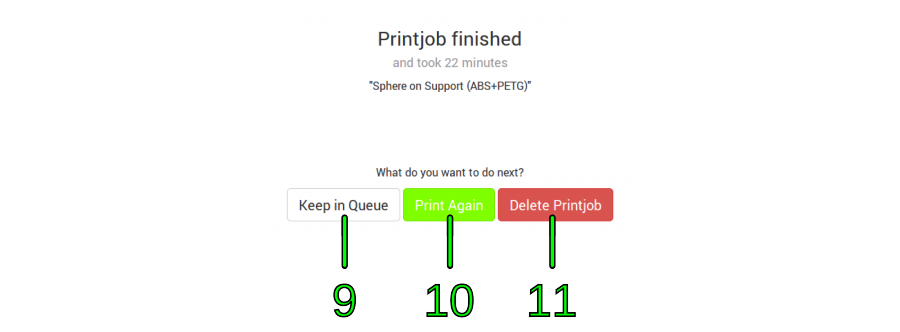 Printjob finished
and took 22 minutes
"Sphere on Support (ABS+PETG)"
What do you want to do next?
Keep in Queue Print Again Delete Printjob
9 10 11